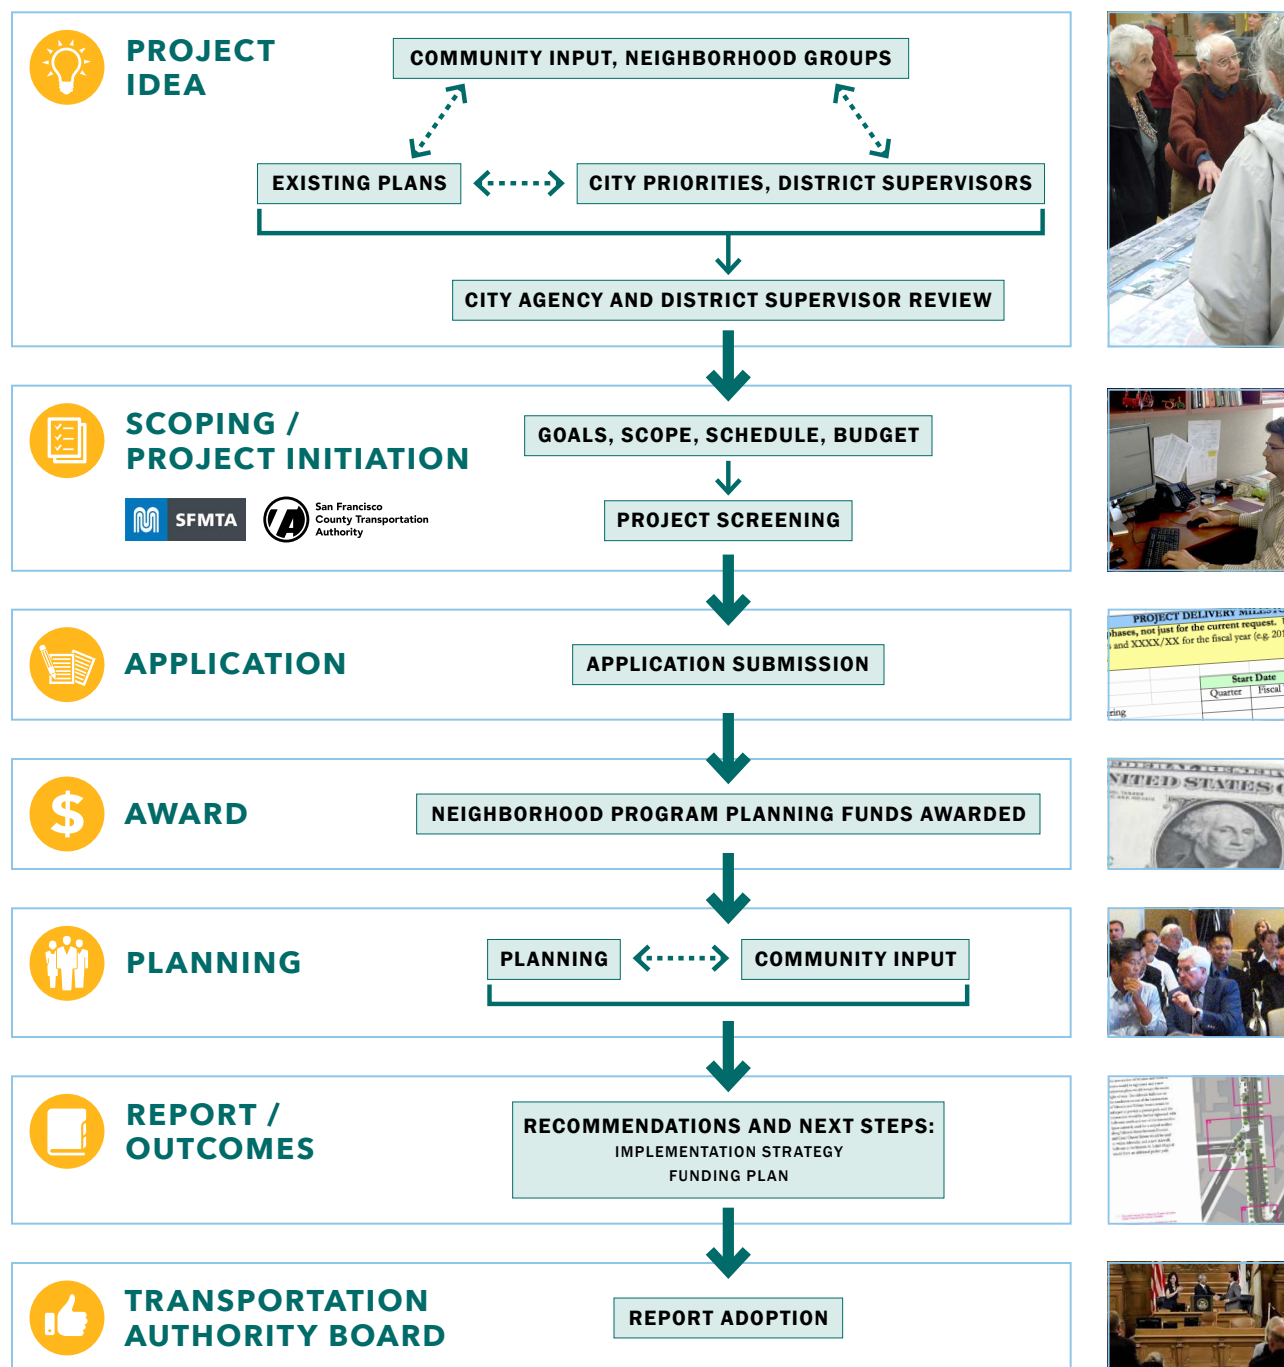 PROJECT
IDEA
COMMUNITY INPUT, NEIGHBORHOOD GROUPS
EXISTING PLANS
CITY PRIORITIES, DISTRICT SUPERVISORS
CITY AGENCY AND DISTRICT SUPERVISOR REVIEW
SCOPING /
PROJECT INITIATION
SFMTA
San Francisco
County Transportation
Authority
GOALS, SCOPE, SCHEDULE, BUDGET
PROJECT SCREENING
APPLICATION
APPLICATION SUBMISSION
PROJECT DELIVERY
phases, not just for the current request.
and XXXX/XX for the fiscal year (e.g.
Start Date
Quarter Fiscal
AWARD
$
NEIGHBORHOOD PROGRAM PLANNING FUNDS AWARDED
UNITED STATES
PLANNING
PLANNING
COMMUNITY INPUT
REPORT /
OUTCOMES
RECOMMENDATIONS AND NEXT STEPS:
IMPLEMENTATION STRATEGY
FUNDING PLAN
TRANSPORTATION
AUTHORITY BOARD
REPORT ADOPTION